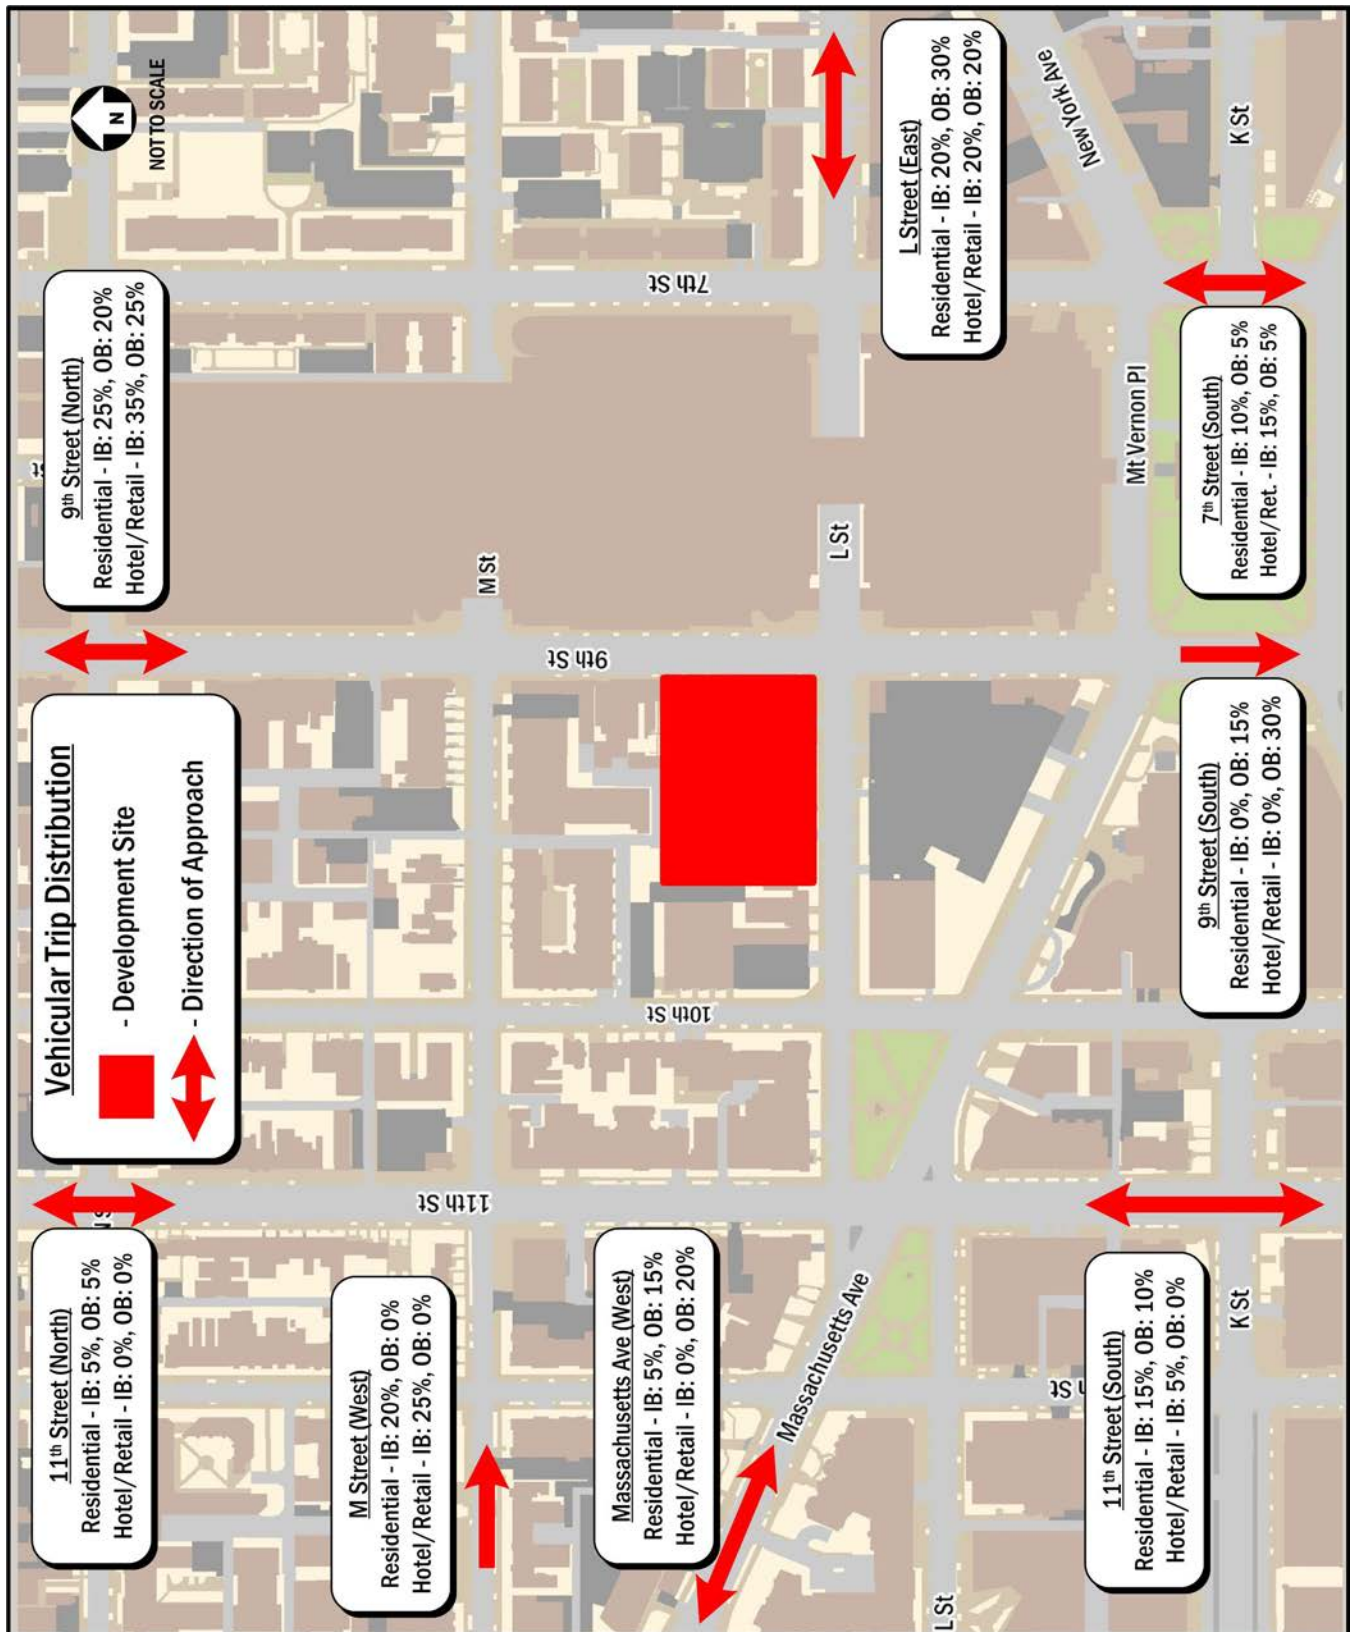 11th Street (North)
Residential - IB: 5%, OB: 5%
Hotel/Retail - IB: 0%, OB: 0%
Vehicular Trip Distribution
- Development Site
- Direction of Approach
9th Street (North)
Residential - IB: 25%, OB: 20%
Hotel/Retail - IB: 35%, OB: 25%
N
NOT TO SCALE
St
M Street (West)
Residential - IB: 20%, OB: 0%
Hotel/Retail - IB: 25%, OB: 0%
11th St
M St
9th St
Massachusetts Ave (West)
Residential - IB: 5%, OB: 15%
Hotel/Retail - IB: 0%, OB: 20%
10th St
7th St
Massachusetts Ave
L St
L Street (East)
Residential - IB: 20%, OB: 30%
Hotel/Retail - IB: 20%, OB: 20%
L St
St
New York Ave
Mt Vernon Pl
11th Street (South)
Residential - IB: 15%, OB: 10%
Hotel/Retail - IB: 5%, OB: 0%
9th Street (South)
Residential - IB: 0%, OB: 15%
Hotel/Retail - IB: 0%, OB: 30%
7th Street (South)
Residential - IB: 10%, OB: 5%
Hotel/Ret. - IB: 15%, OB: 5%
K St
K St